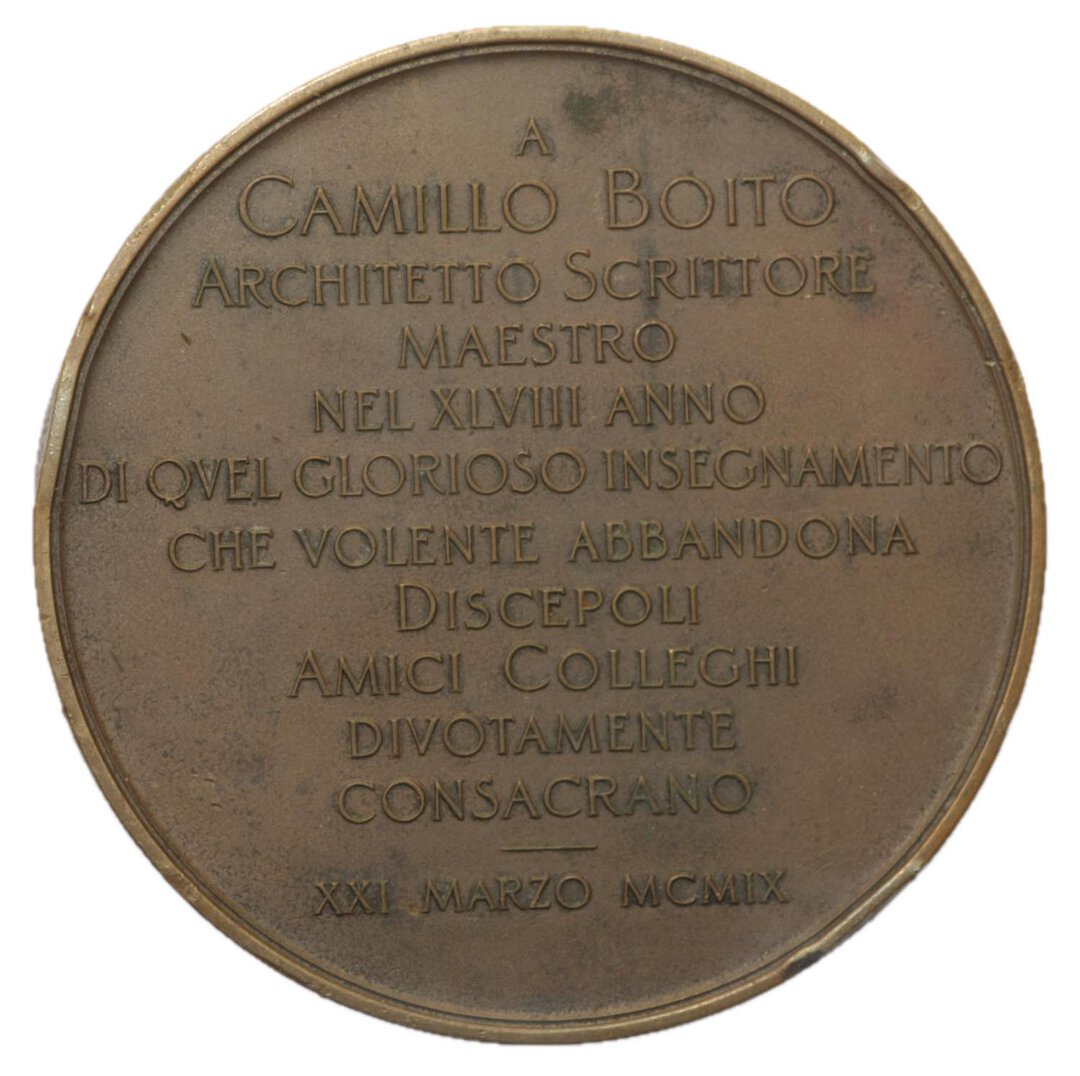 A
CAMILLO BOITO
ARCHITETTO SCRITTORE
MAESTRO
NEL XLVIII ANNO
DI QVEL GLORIOSO INSEGNAMENTO
CHE VOLENTE ABBANDONA
DISCEPOLI
AMICI COLLEGHI
DIVOTAMENTE
CONSACRANO
XXI MARZO MCMIX